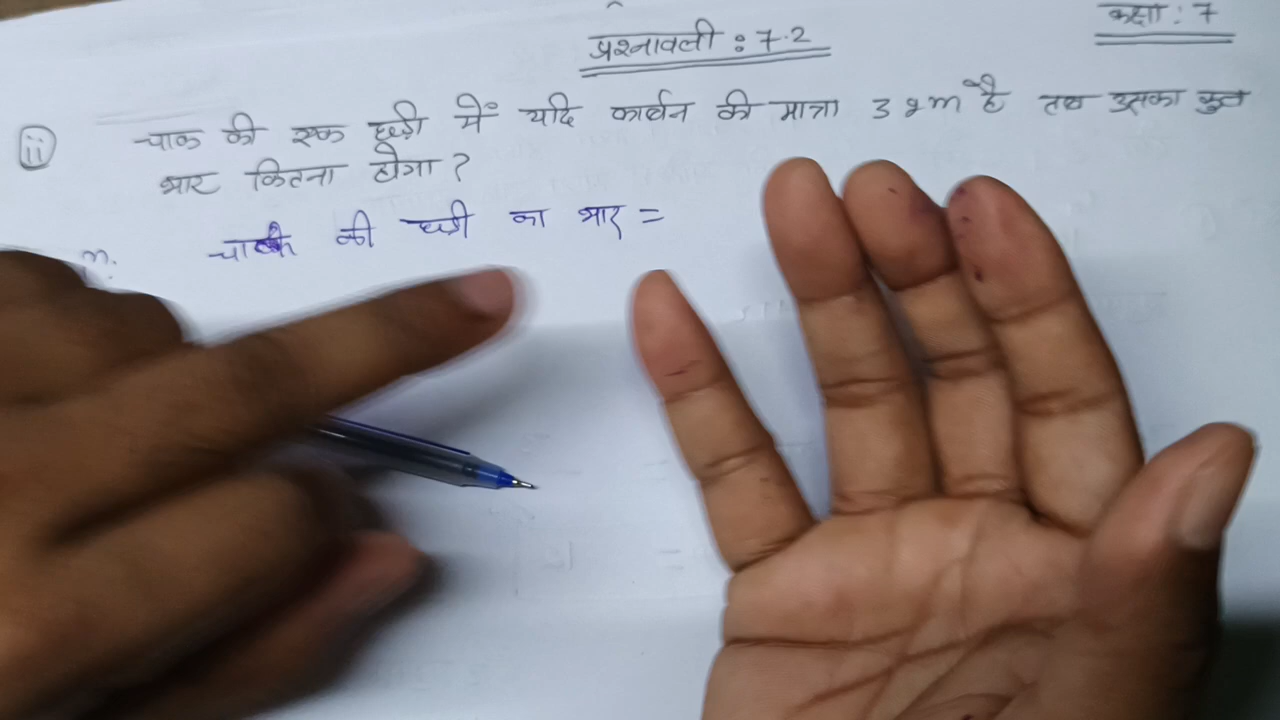 प्रश्नावली : 7.2
कक्षा : 7
ii चाक की एक छड़ी में यदि कार्बन की मात्रा 3 gm है तब उसका कुल
भार कितना होगा ?
चाक की छड़ी का भार =